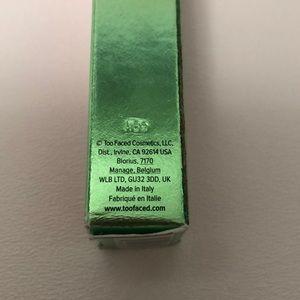 © Too Faced Cosmetics, LLC,
Dist., Irvine, CA 92614 USA
Biorius, 7170
Manage, Belgium
WLB LTD, GU32 3DD, UK
Made in Italy
Fabriqué en Italie
www.toofaced.com